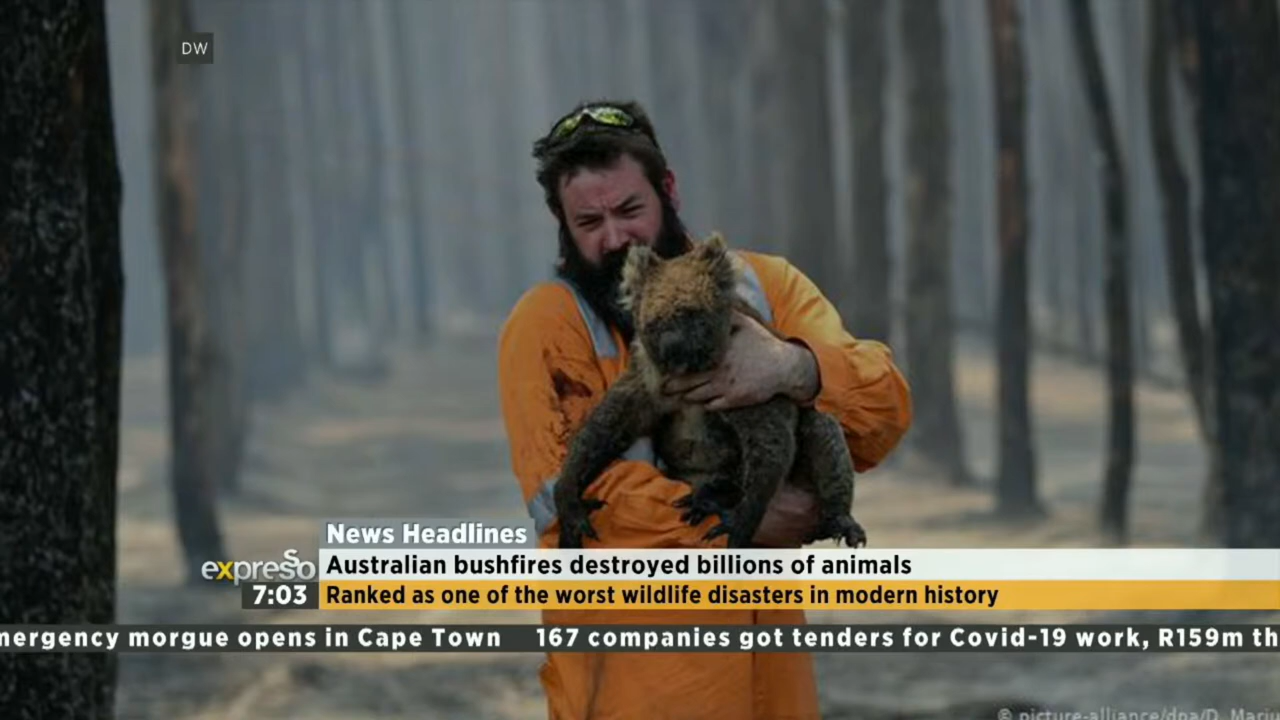 DW
News Headlines
expresso
Australian bushfires destroyed billions of animals
7:03
Ranked as one of the worst wildlife disasters in modern history
mergency morgue opens in Cape Town 167 companies got tenders for Covid-19 work, R159m th
© picture-alliance/dpa/D. Mariu